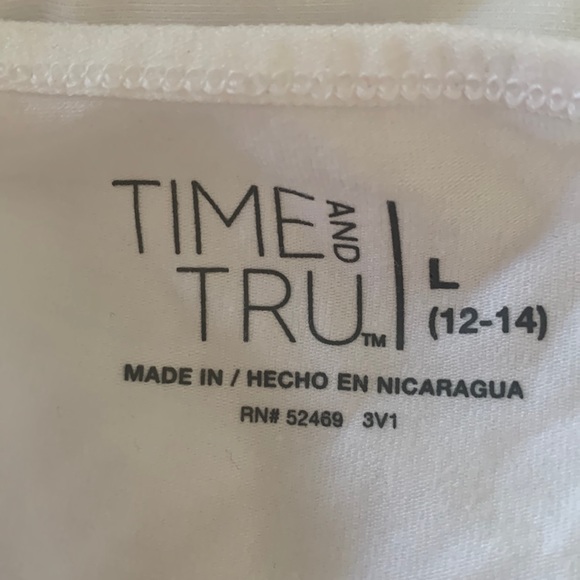 TIME AND
TRU™
L
(12-14)
MADE IN / HECHO EN NICARAGUA
RN# 52469 3V1